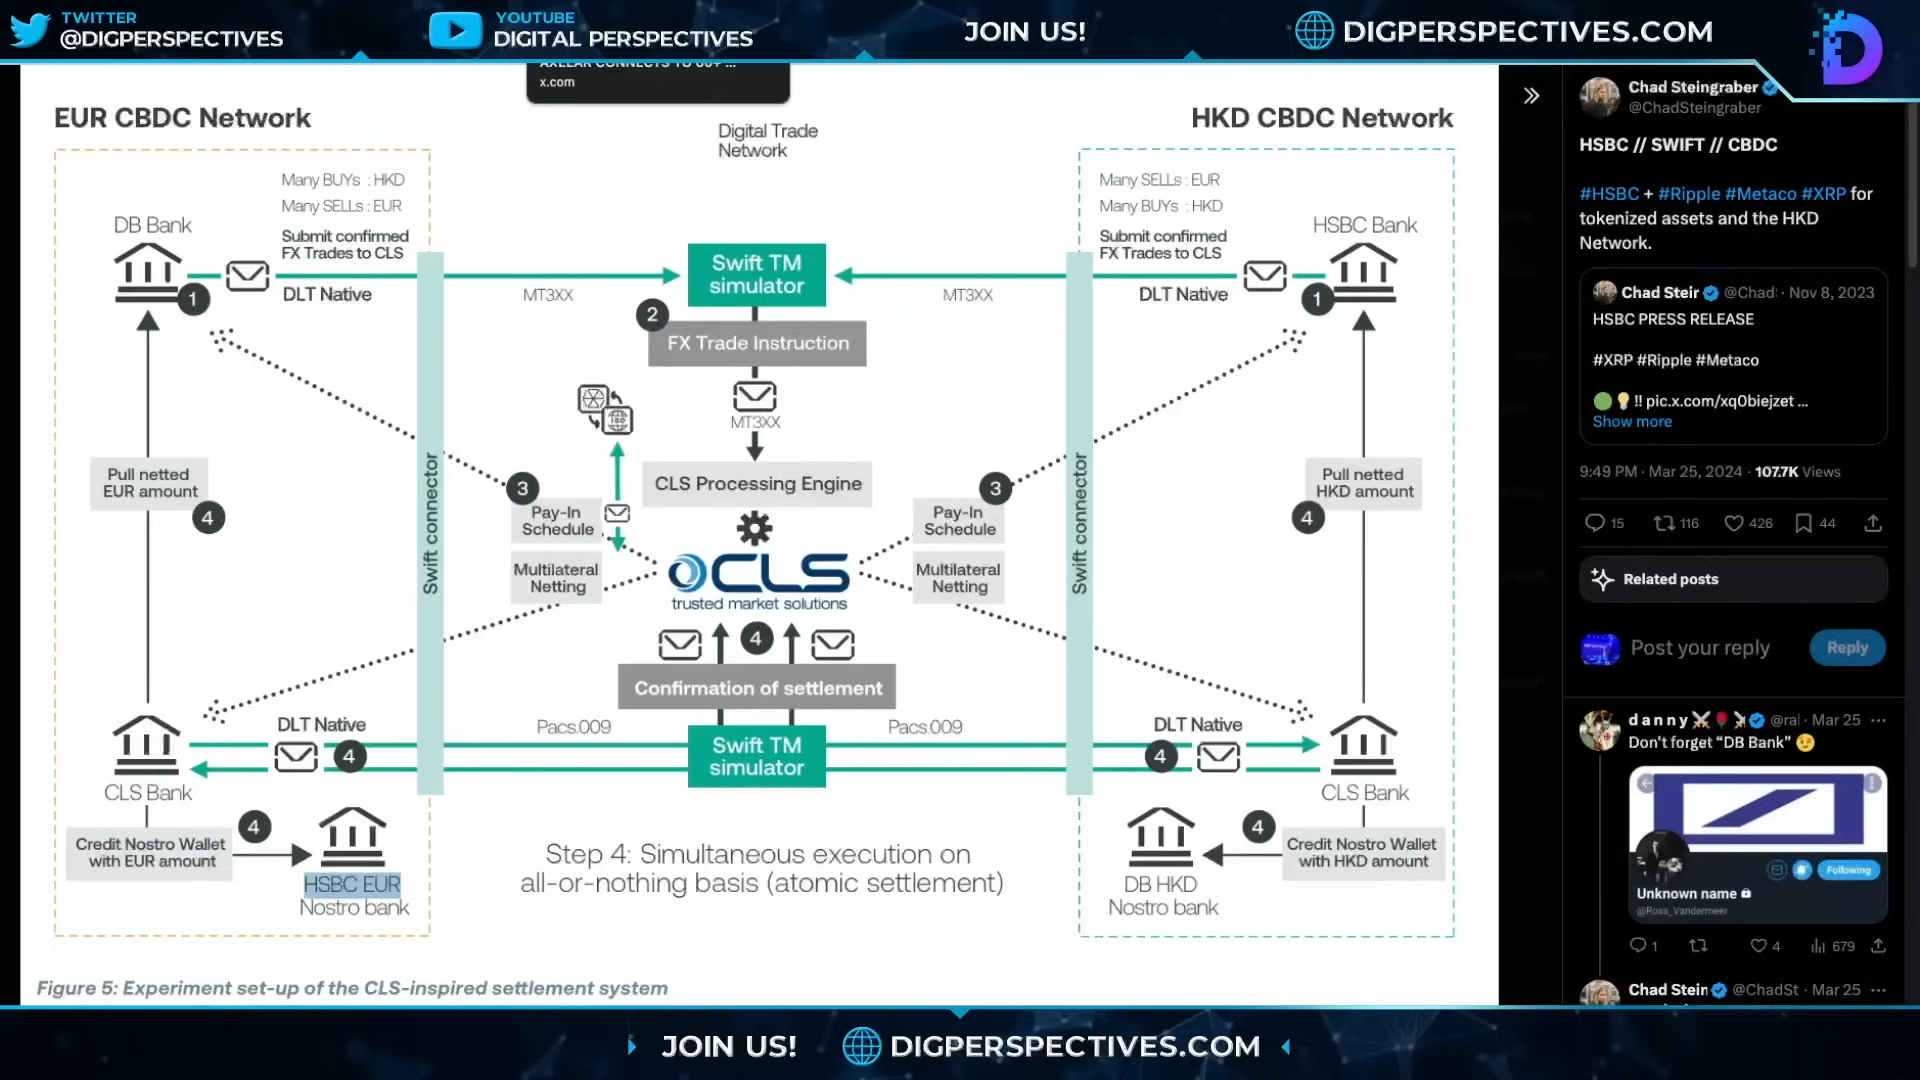 TWITTER
@DIGPERSPECTIVES
YOUTUBE
DIGITAL PERSPECTIVES
JOIN US!
DIGPERSPECTIVES.COM
x.com
EUR CBDC Network
HKD CBDC Network
Digital Trade
Network
Many BUYs : HKD
Many SELLs : EUR
DB Bank
Submit confirmed
FX Trades to CLS
DLT Native
1
MT3XX
Swift TM
simulator
MT3XX
Many SELLs : EUR
Many BUYs : HKD
HSBC Bank
Submit confirmed
FX Trades to CLS
DLT Native
1
2
FX Trade Instruction
MT3XX
CLS Processing Engine
Pull netted
EUR amount
4
Swift connector
3
Pay-In
Schedule
Multilateral
Netting
ISO
CLS
trusted market solutions
3
Pay-In
Schedule
Multilateral
Netting
Swift connector
Pull netted
HKD amount
4
4
Confirmation of settlement
DLT Native
4
Pacs.009
Swift TM
simulator
Pacs.009
DLT Native
4
CLS Bank
CLS Bank
4
Credit Nostro Wallet
with EUR amount
HSBC EUR
Nostro bank
Step 4: Simultaneous execution on
all-or-nothing basis (atomic settlement)
4
Credit Nostro Wallet
with HKD amount
DB HKD
Nostro bank
Figure 5: Experiment set-up of the CLS-inspired settlement system
Chad Steingraber
@ChadSteingraber
HSBC // SWIFT // CBDC
#HSBC + #Ripple #Metaco #XRP for
tokenized assets and the HKD
Network.
Chad Steir @Chad · Nov 8, 2023
HSBC PRESS RELEASE
#XRP #Ripple #Metaco
🟢💡‼️ pic.x.com/xq0biejzet ...
Show more
9:49 PM · Mar 25, 2024 · 107.7K Views
15 116 426 44
Related posts
Post your reply
Reply
danny @ral · Mar 25 ...
Don't forget “DB Bank” 😉
Following
Unknown name
@Ross_Vandermeer
1 4 679
Chad Stein @ChadSt · Mar 25 ...
JOIN US!
DIGPERSPECTIVES.COM